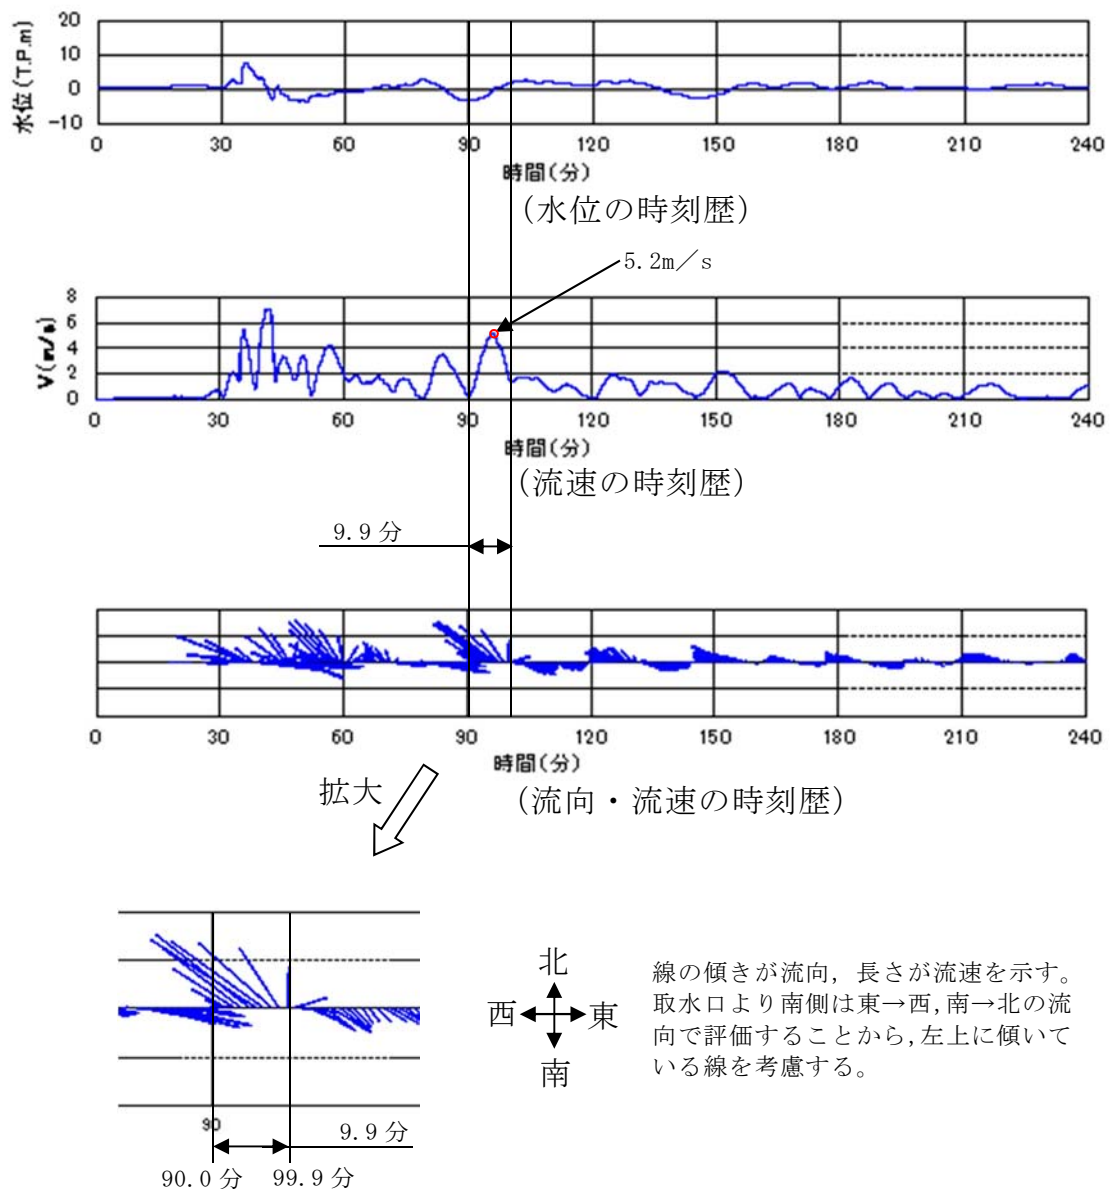 水位(T.P.m)
20
10
0
-10
0 30 60 90 120 150 180 210 240
時間(分)
(水位の時刻歴)
5.2m/s
V(m/s)
8
6
4
2
0
0 30 60 90 120 150 180 210 240
時間(分)
(流速の時刻歴)
9.9分
0 30 60 90 120 150 180 210 240
時間(分)
拡大
(流向・流速の時刻歴)
90
9.9分
90.0分 99.9分
北
西 東
南
線の傾きが流向，長さが流速を示す。
取水口より南側は東→西,南→北の流
向で評価することから,左上に傾いて
いる線を考慮する。